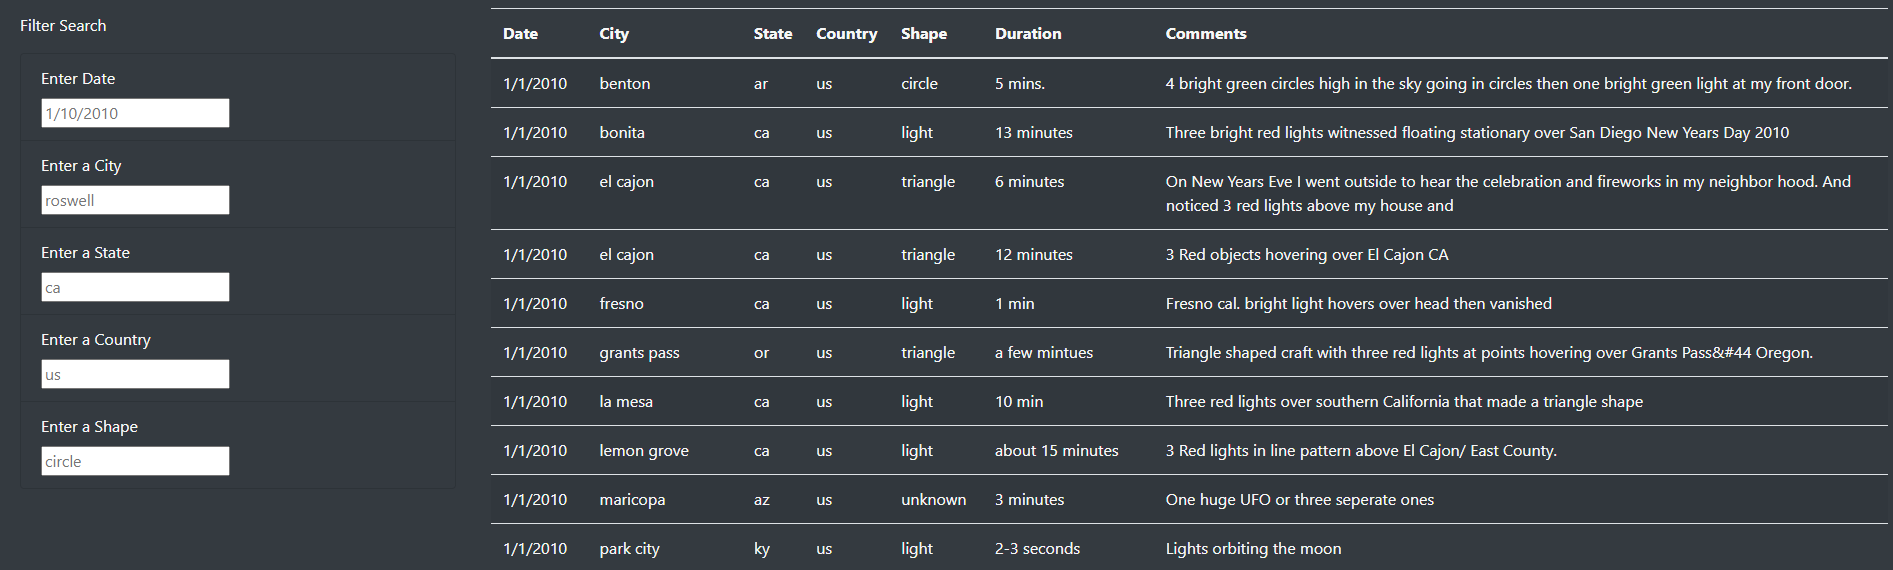 Filter Search
Enter Date
1/10/2010
Enter a City
roswell
Enter a State
ca
Enter a Country
us
Enter a Shape
circle
Date City State Country Shape Duration Comments
1/1/2010 benton ar us circle 5 mins. 4 bright green circles high in the sky going in circles then one bright green light at my front door.
1/1/2010 bonita ca us light 13 minutes Three bright red lights witnessed floating stationary over San Diego New Years Day 2010
1/1/2010 el cajon ca us triangle 6 minutes On New Years Eve I went outside to hear the celebration and fireworks in my neighbor hood. And
noticed 3 red lights above my house and
1/1/2010 el cajon ca us triangle 12 minutes 3 Red objects hovering over El Cajon CA
1/1/2010 fresno ca us light 1 min Fresno cal. bright light hovers over head then vanished
1/1/2010 grants pass or us triangle a few mintues Triangle shaped craft with three red lights at points hovering over Grants Pass&#44 Oregon.
1/1/2010 la mesa ca us light 10 min Three red lights over southern California that made a triangle shape
1/1/2010 lemon grove ca us light about 15 minutes 3 Red lights in line pattern above El Cajon/ East County.
1/1/2010 maricopa az us unknown 3 minutes One huge UFO or three seperate ones
1/1/2010 park city ky us light 2-3 seconds Lights orbiting the moon